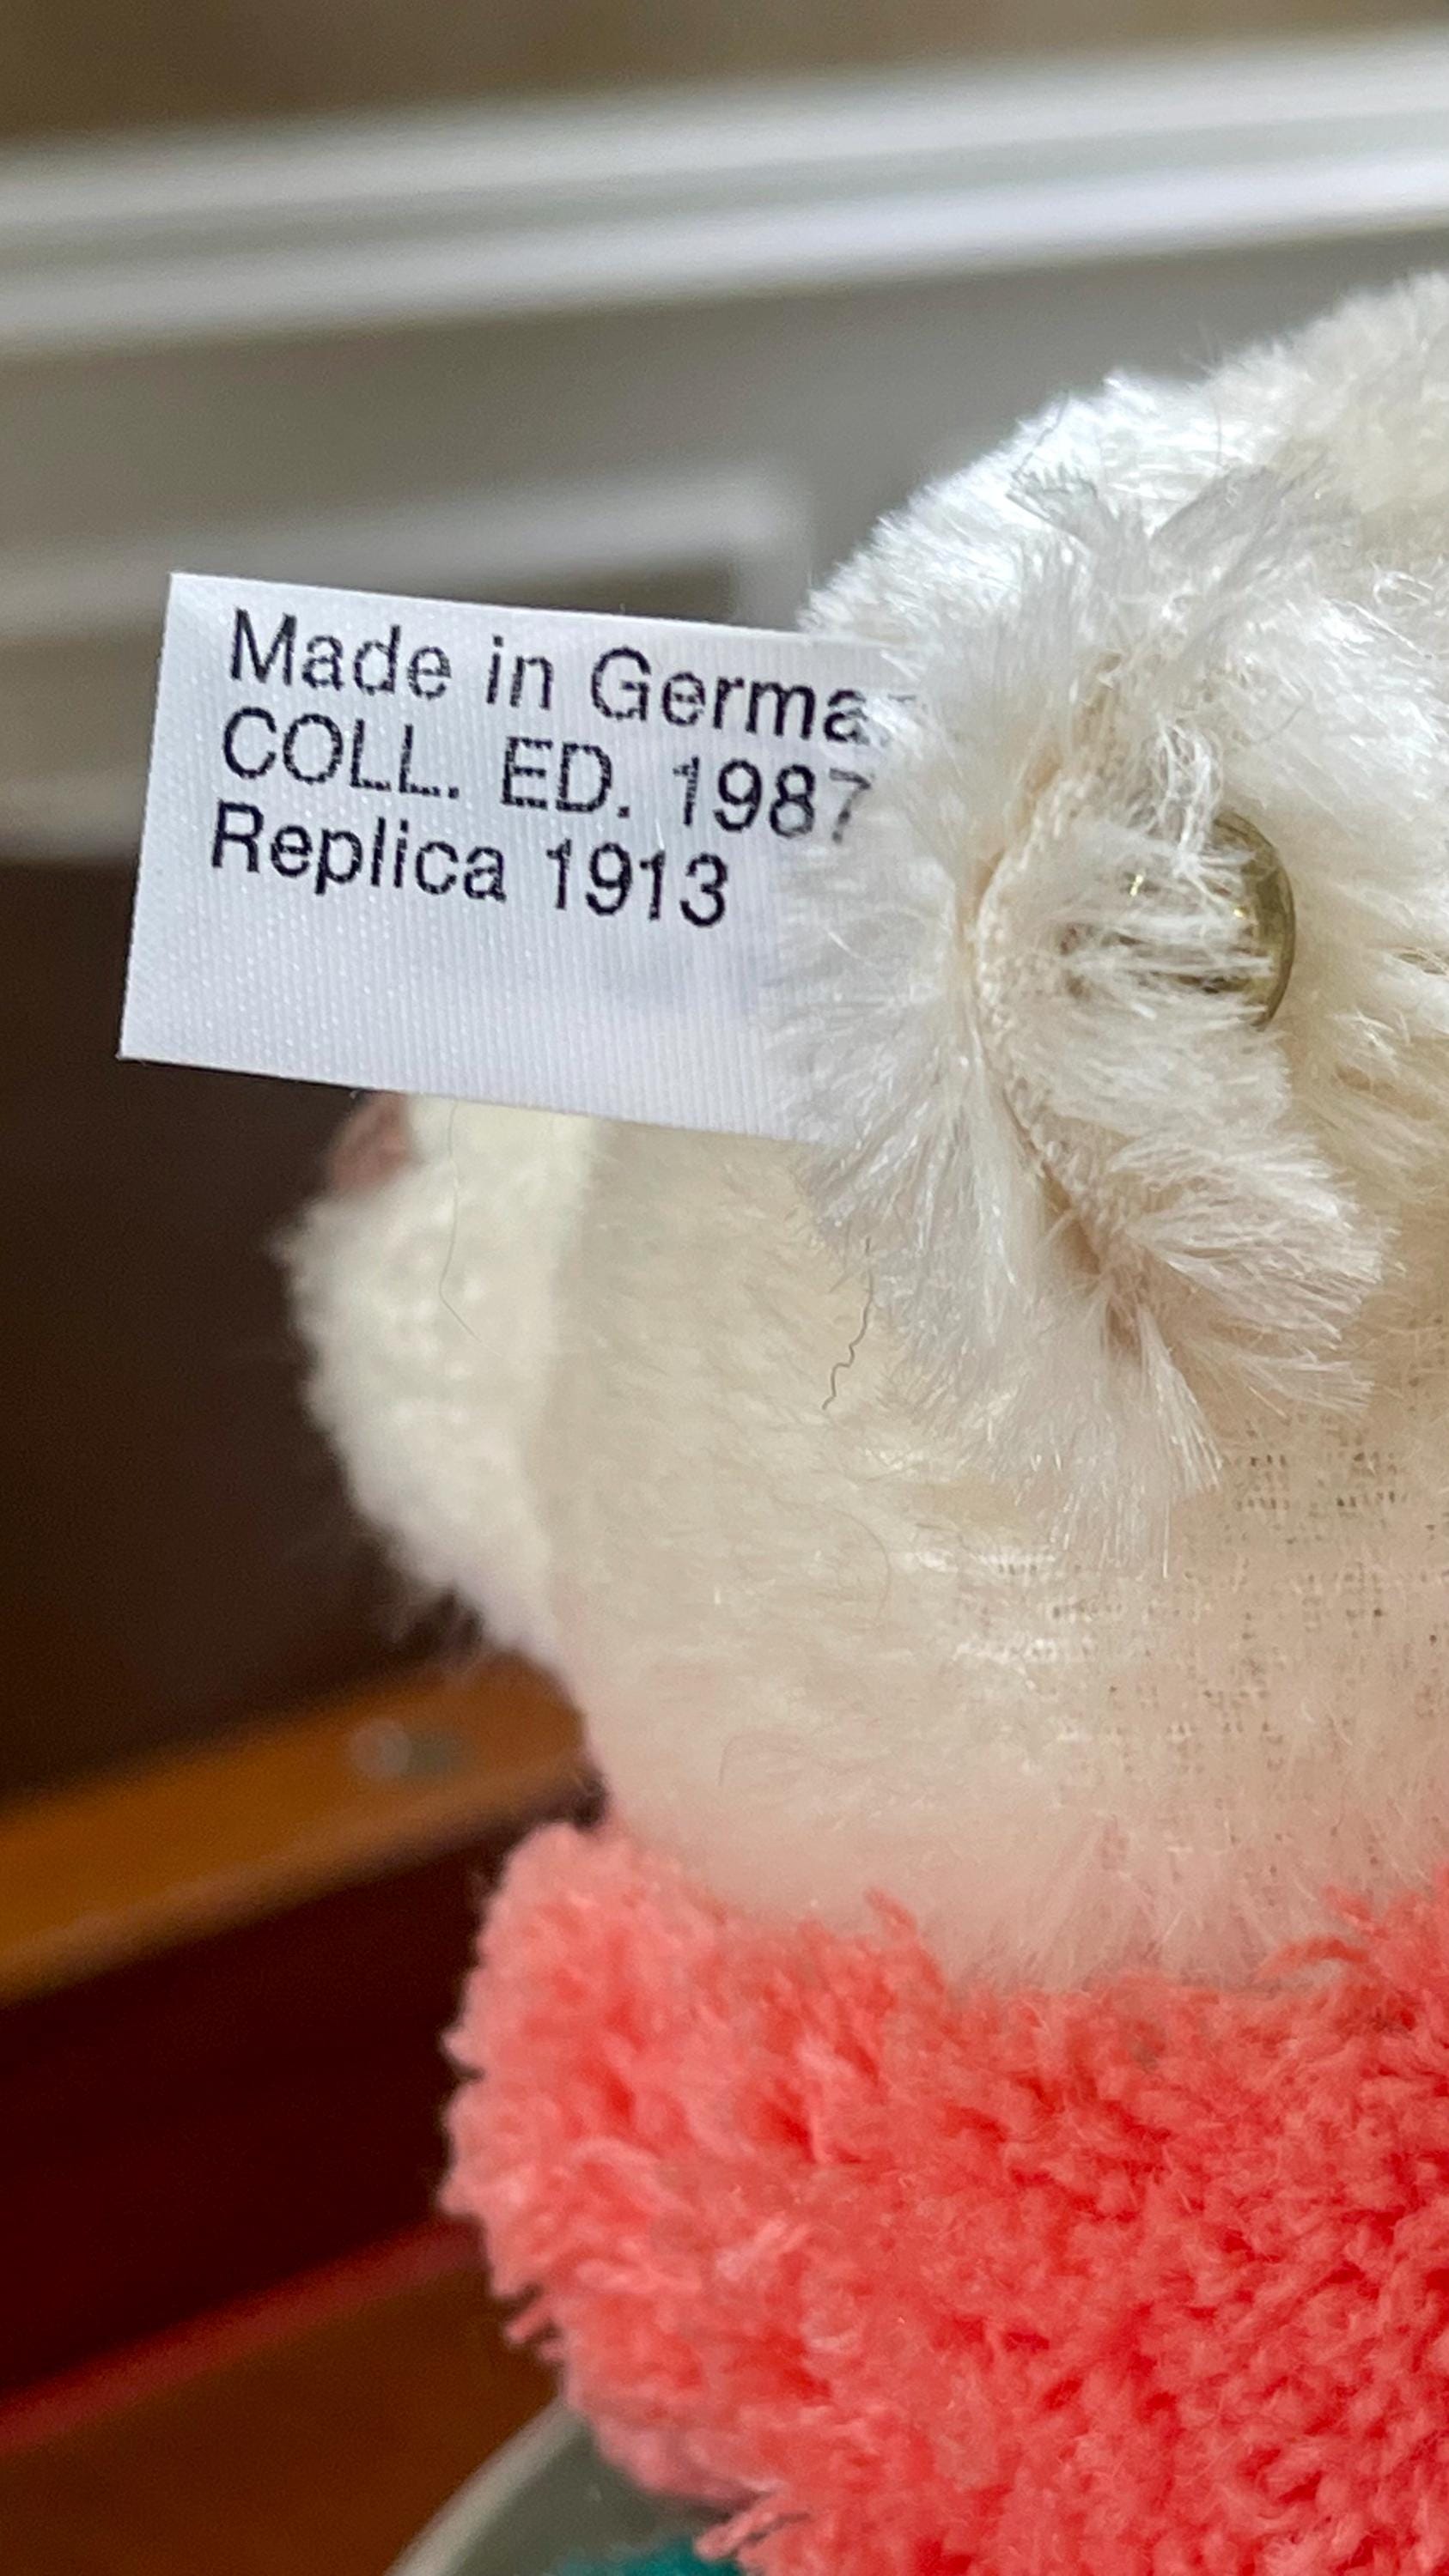 Made in Germa
COLL. ED. 1987
Replica 1913